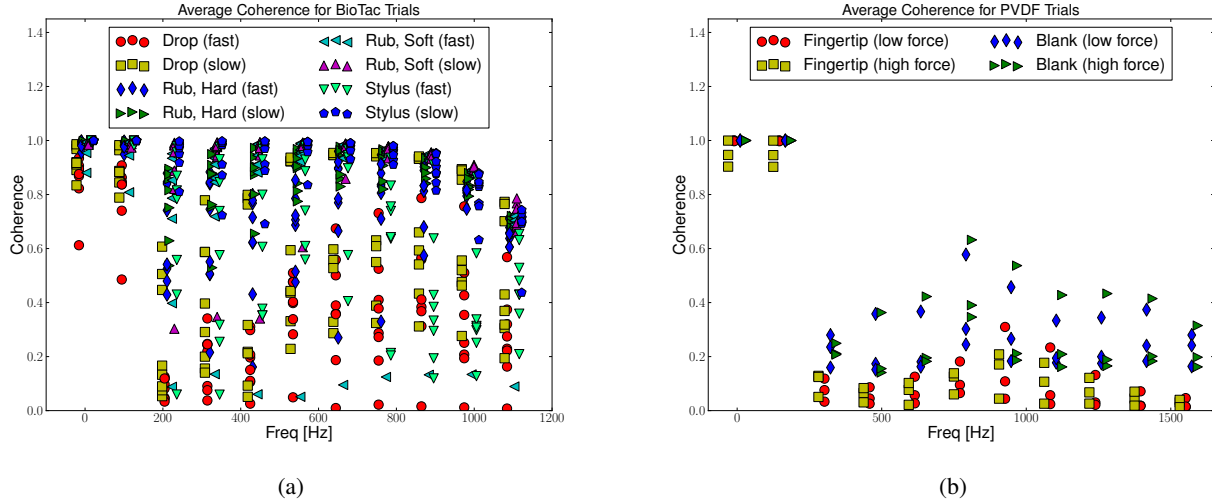 Average Coherence for BioTac Trials
1.4
1.2
1.0
0.8
0.6
0.4
0.2
0.0
Coherence
Drop (fast)
Drop (slow)
Rub, Hard (fast)
Rub, Hard (slow)
Rub, Soft (fast)
Rub, Soft (slow)
Stylus (fast)
Stylus (slow)
0 200 400 600 800 1000 1200
Freq [Hz]
(a)
Average Coherence for PVDF Trials
1.4
1.2
1.0
0.8
0.6
0.4
0.2
0.0
Coherence
Fingertip (low force)
Fingertip (high force)
Blank (low force)
Blank (high force)
0 500 1000 1500
Freq [Hz]
(b)